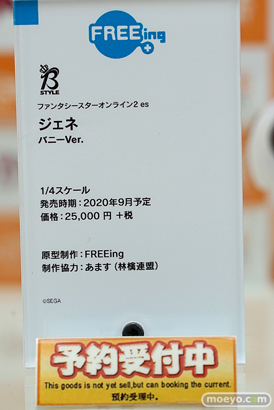 FREEing
B
STYLE
ファンタシースターオンライン2 es
ジェネ
バニーVer.
1/4スケール
発売時期：2020年9月予定
価格：25,000 円 +税
原型制作：FREEing
制作協力：あます（林檎連盟）
©SEGA
予約受付中
This goods is not yet sell,but can booking the current.
預約受理中。
moeyo.com